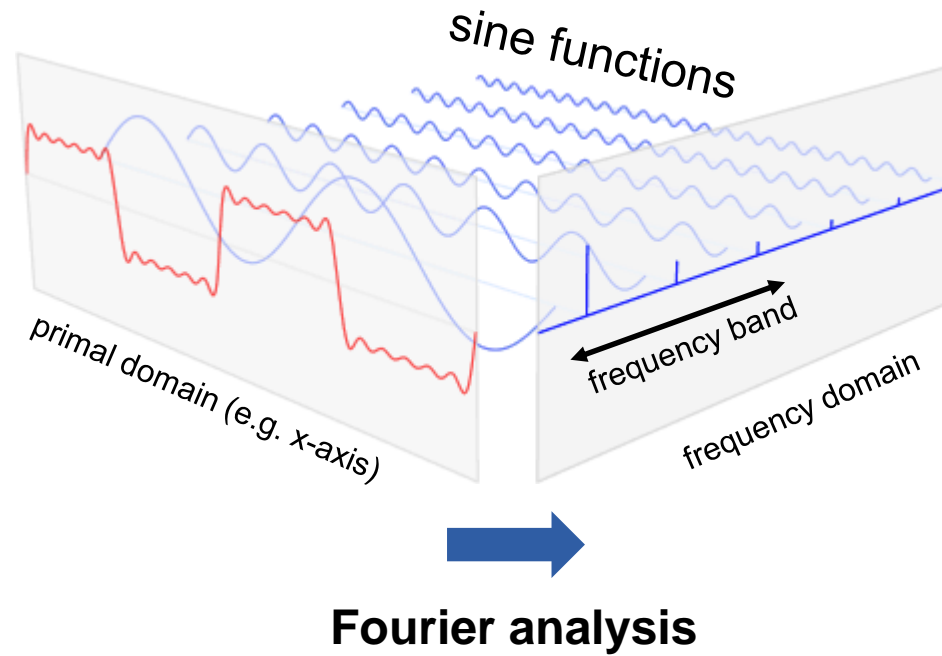 sine functions
primal domain (e.g. x-axis)
frequency band
frequency domain
Fourier analysis